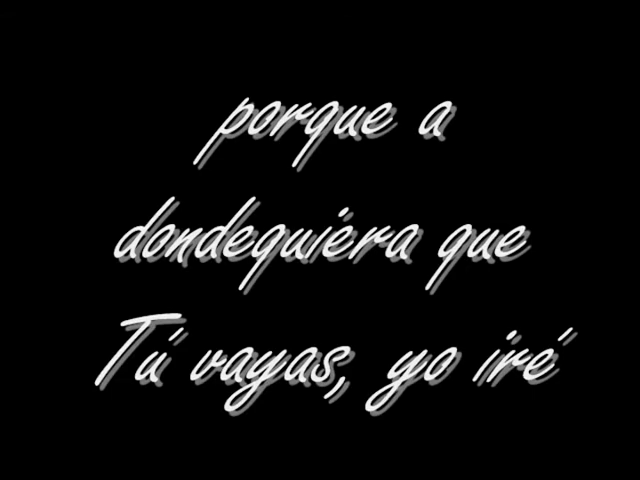 porque a
dondequiera que
Tú vayas, yo iré